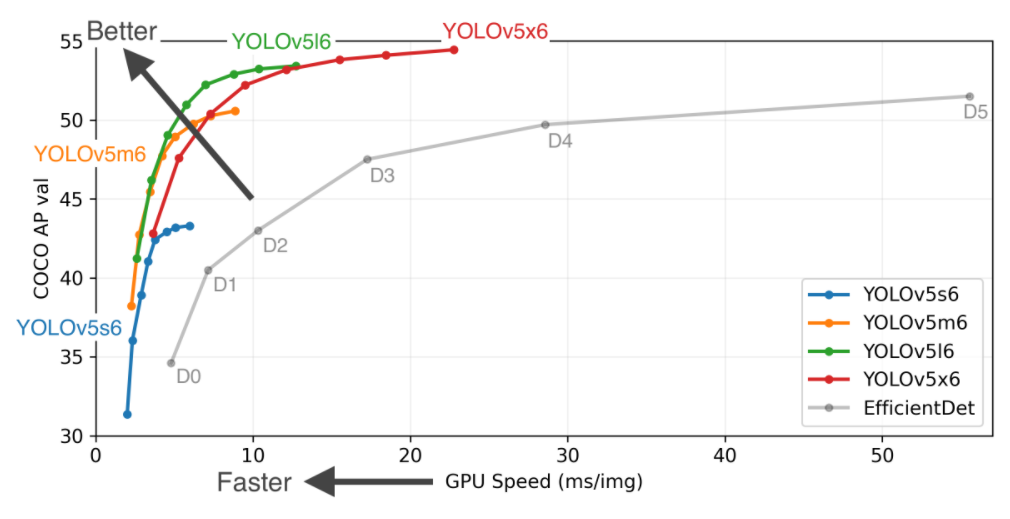 Better
YOLOv5l6
YOLOv5x6
YOLOv5m6
YOLOv5s6
COCO AP val
55
50
45
40
35
30
D0
D1
D2
D3
D4
D5
YOLOv5s6
YOLOv5m6
YOLOv5l6
YOLOv5x6
EfficientDet
0
10
20
30
40
50
Faster
GPU Speed (ms/img)